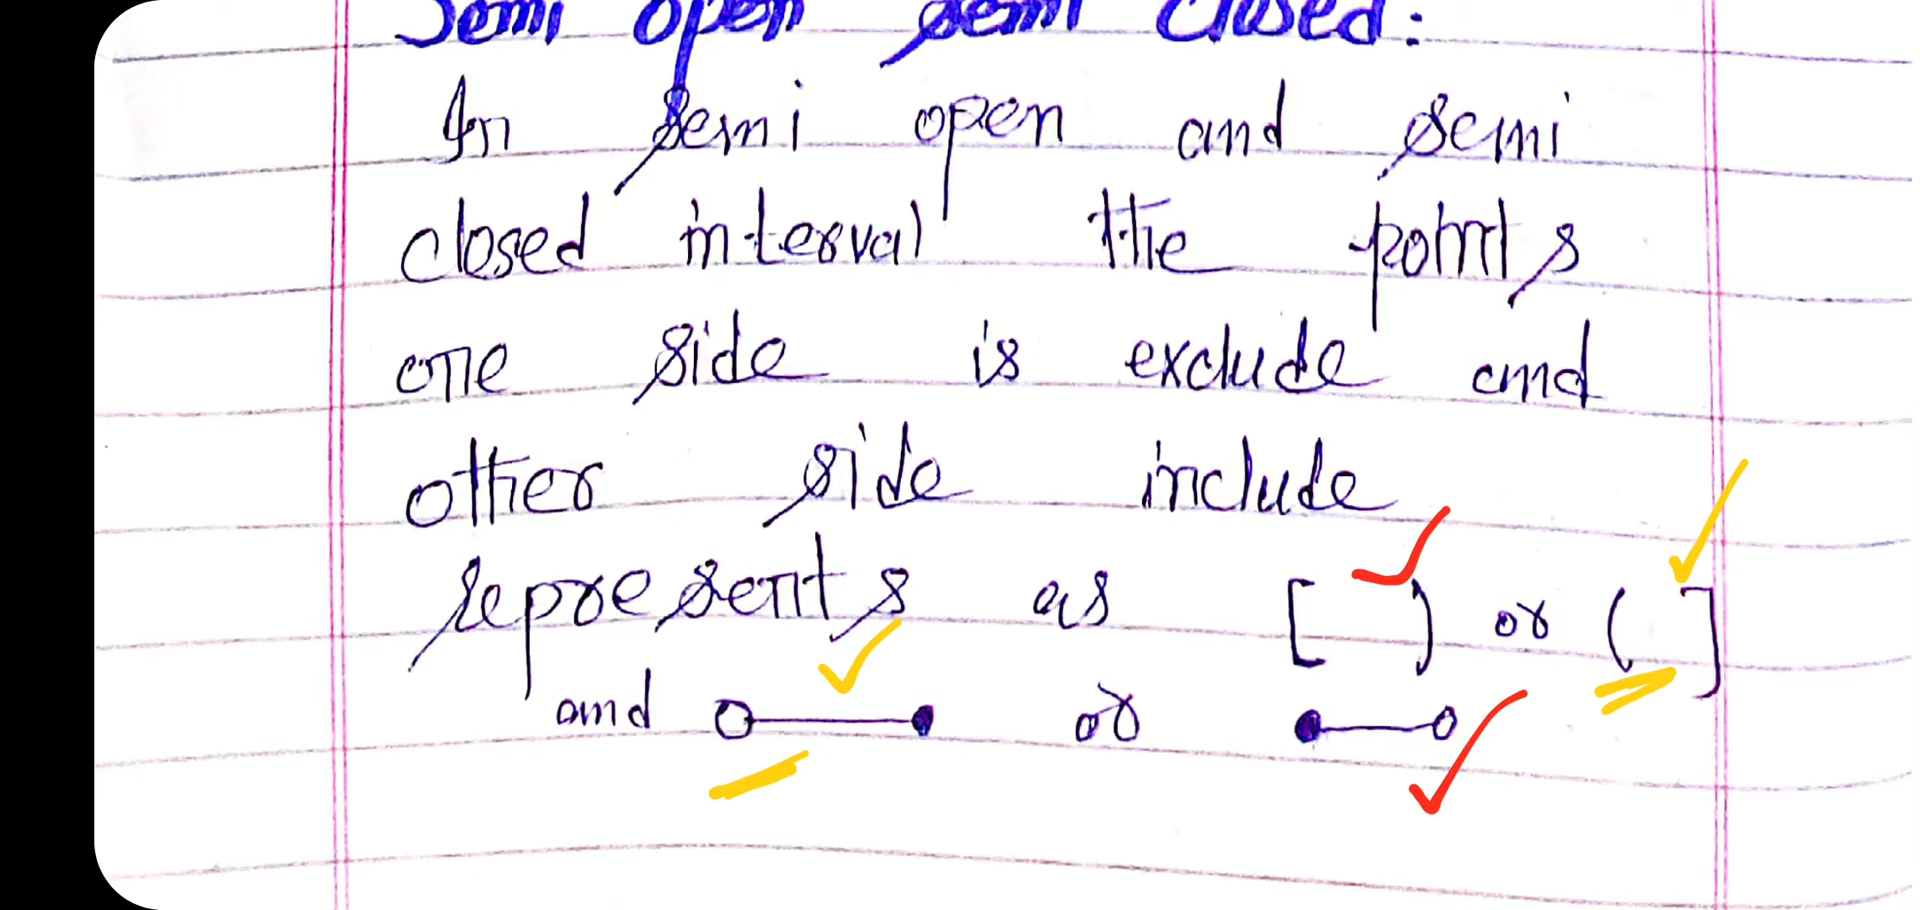 Semi open semi closed:
In semi open and semi
closed interval the points
one side is exclude and
other side include
represents as [ ) or ( ]
and or